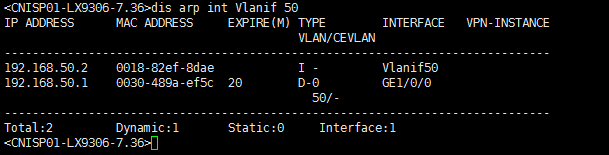 <CNISP01-LX9306-7.36>dis arp int Vlanif 50
IP ADDRESS      MAC ADDRESS     EXPIRE(M) TYPE        INTERFACE   VPN-INSTANCE
                                          VLAN/CEVLAN
------------------------------------------------------------------------------
192.168.50.2    0018-82ef-8dae            I -         Vlanif50
192.168.50.1    0030-489a-ef5c  20        D-0         GE1/0/0
                                            50/-
------------------------------------------------------------------------------
Total:2         Dynamic:1       Static:0     Interface:1
<CNISP01-LX9306-7.36>